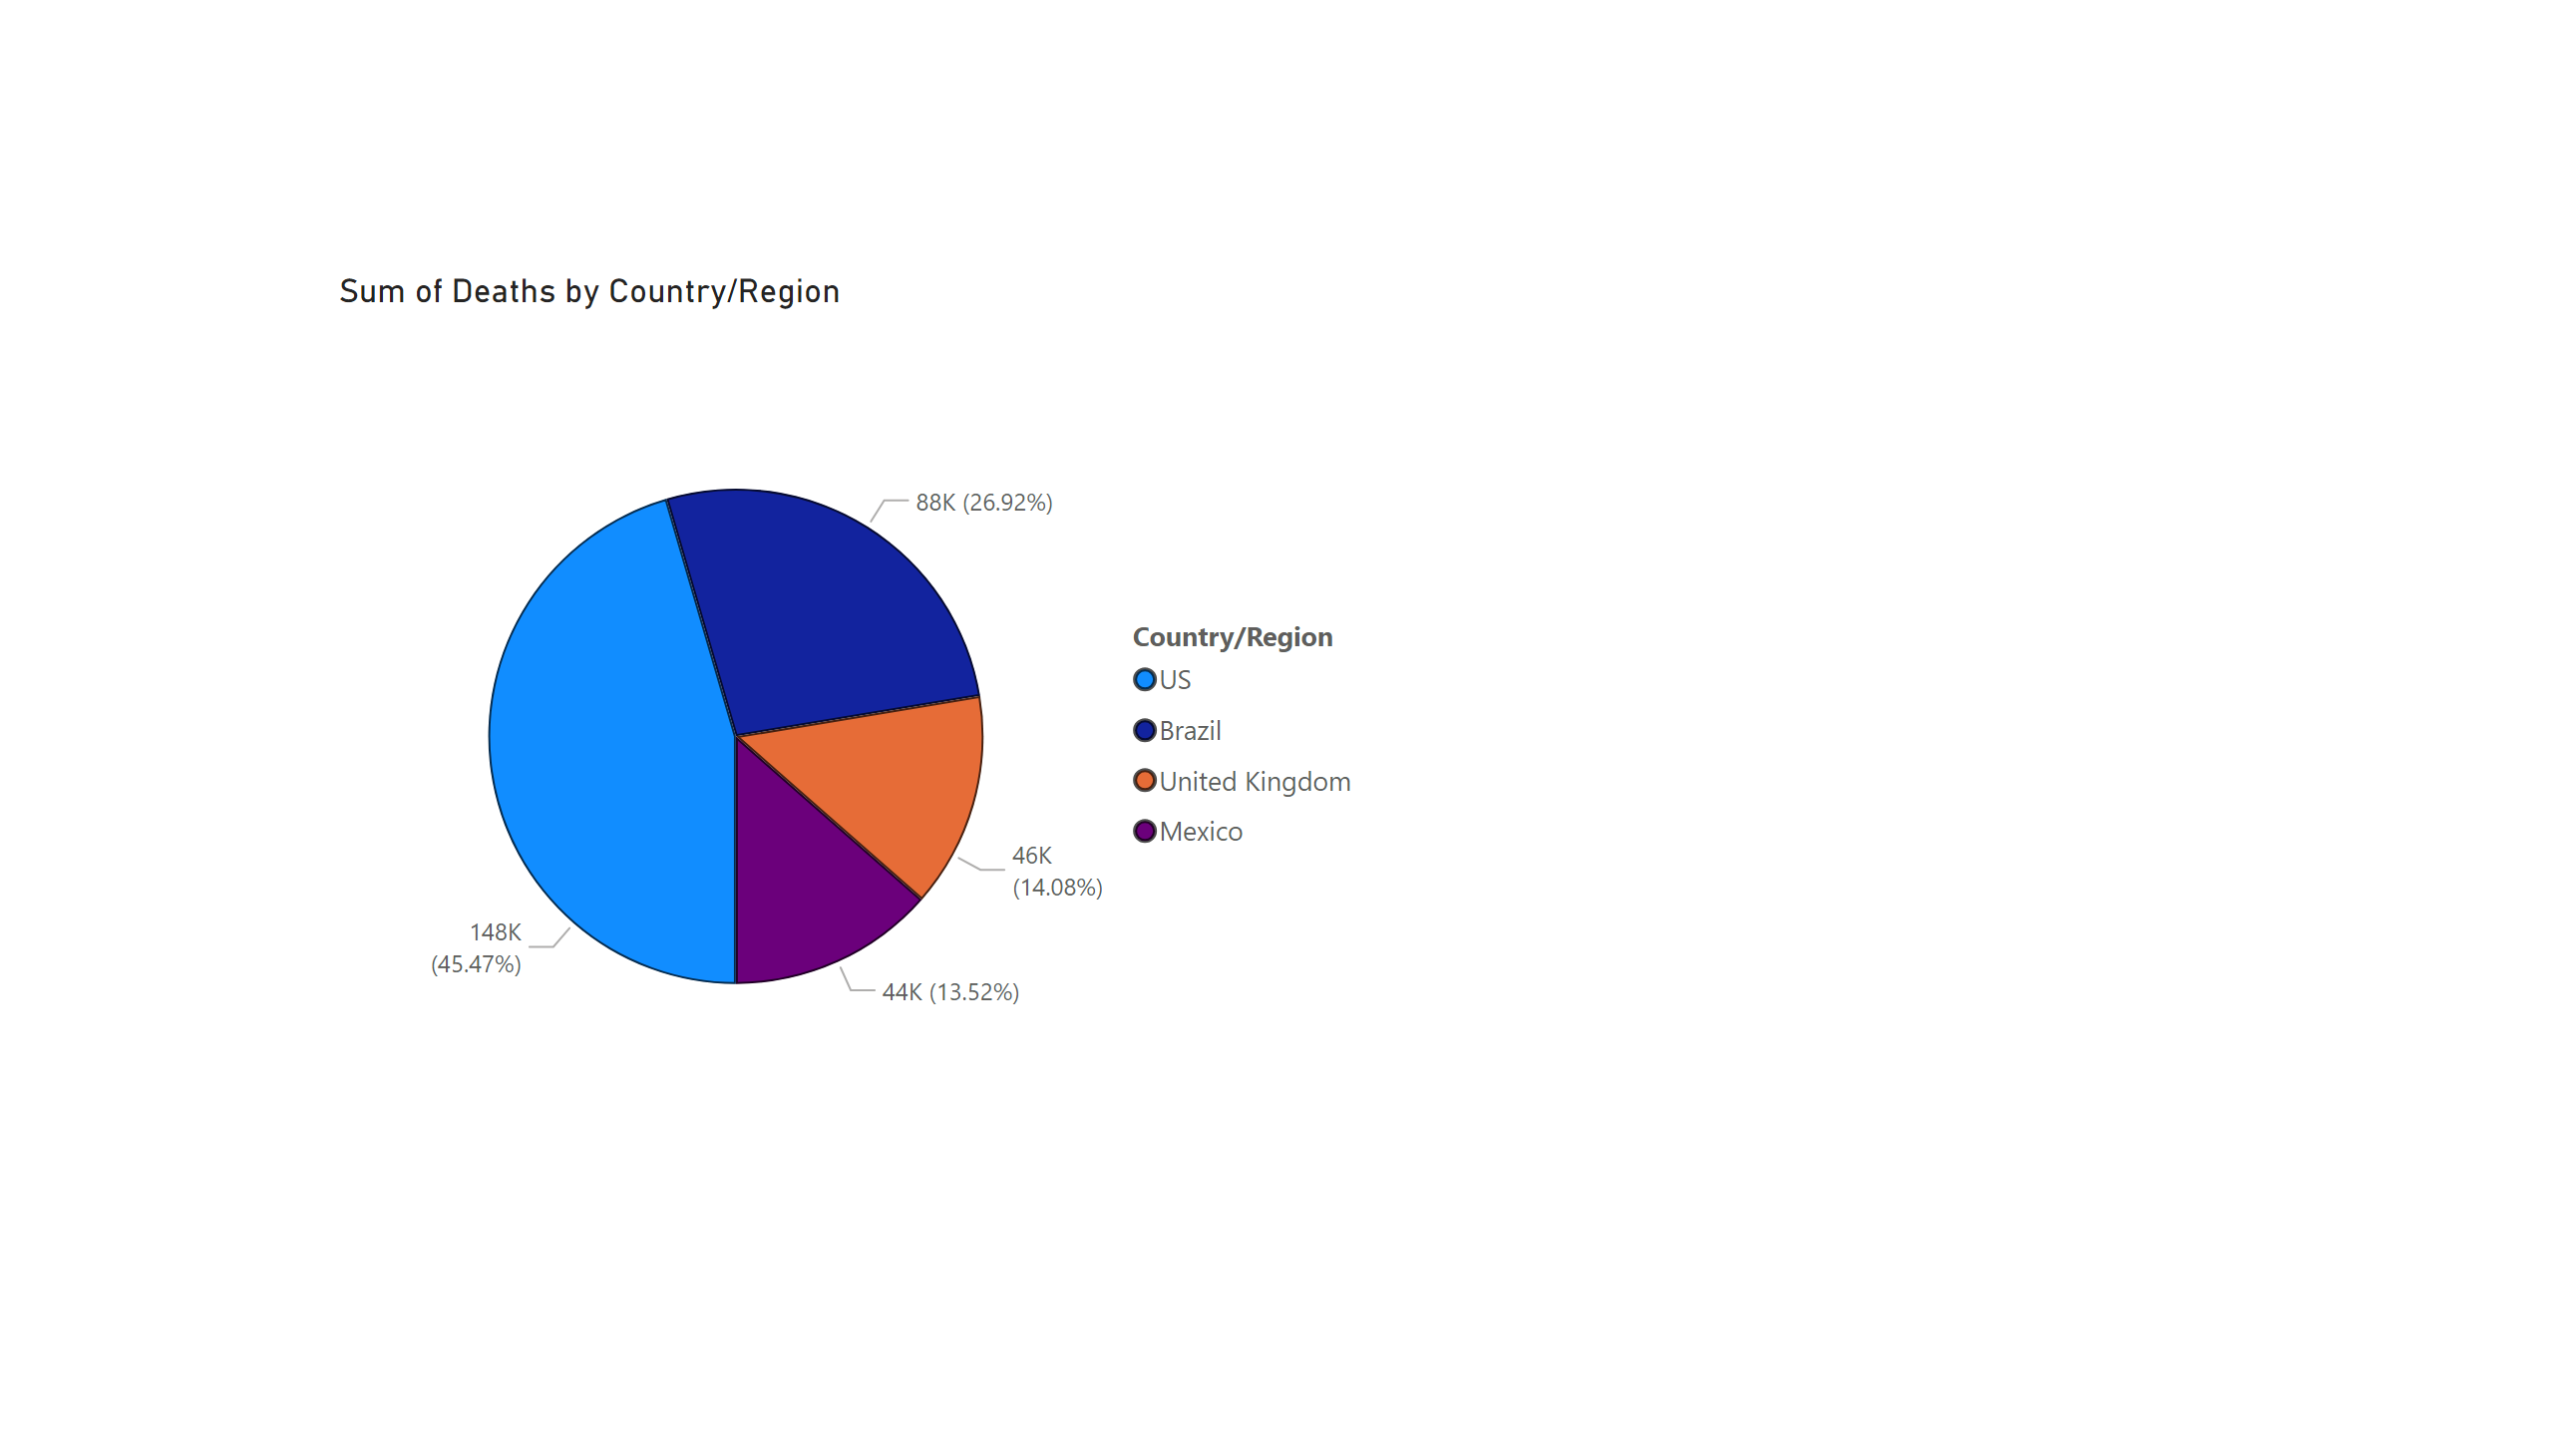 Sum of Deaths by Country/Region
88K (26.92%)
46K
(14.08%)
44K (13.52%)
148K
(45.47%)
Country/Region
US
Brazil
United Kingdom
Mexico